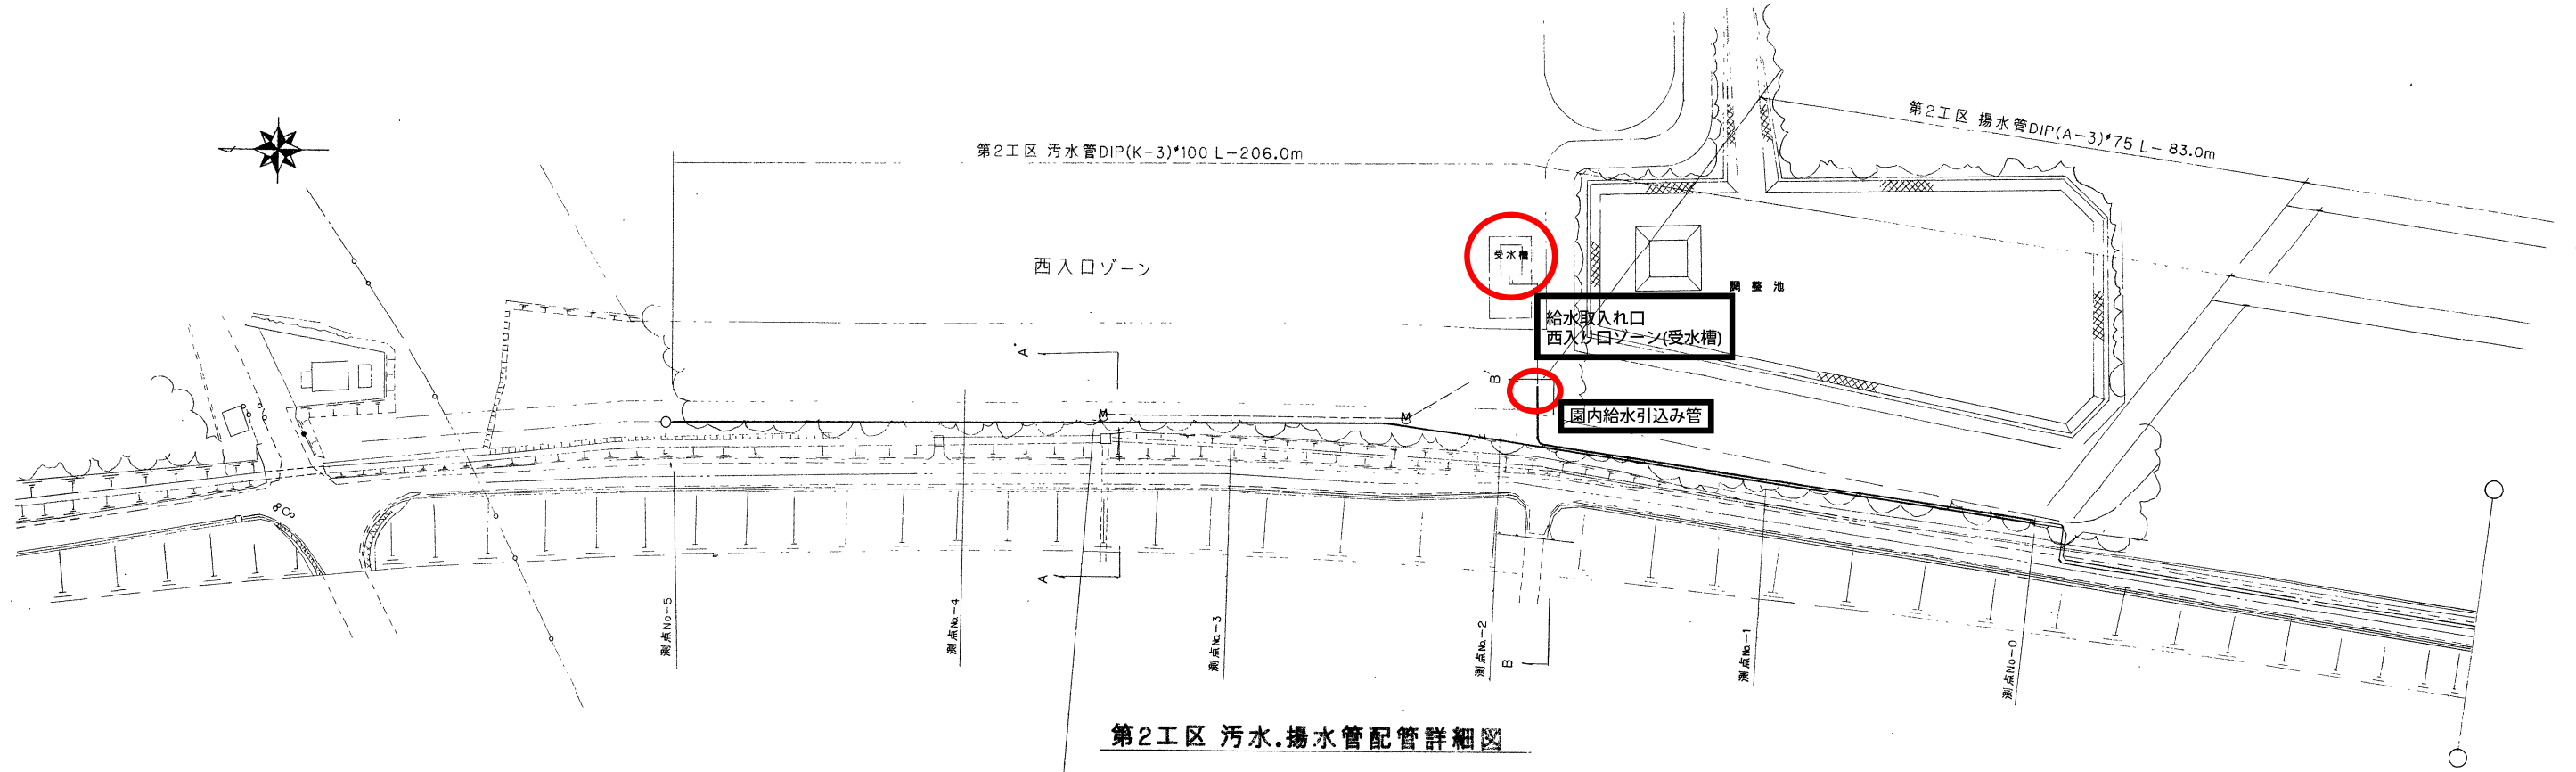 第2工区 揚水管DIP(A-3)φ75 L- 83.0m
第2工区 汚水管DIP(K-3)φ100 L-206.0m
受水槽
西入口ゾーン
調整池
給水取入れ口
西入り口ゾーン(受水槽)
A'
B'
園内給水引込み管
A
B
測点No-5
測点No-4
測点No-3
測点No-2
測点No-1
測点No-0
第2工区 汚水.揚水管配管詳細図